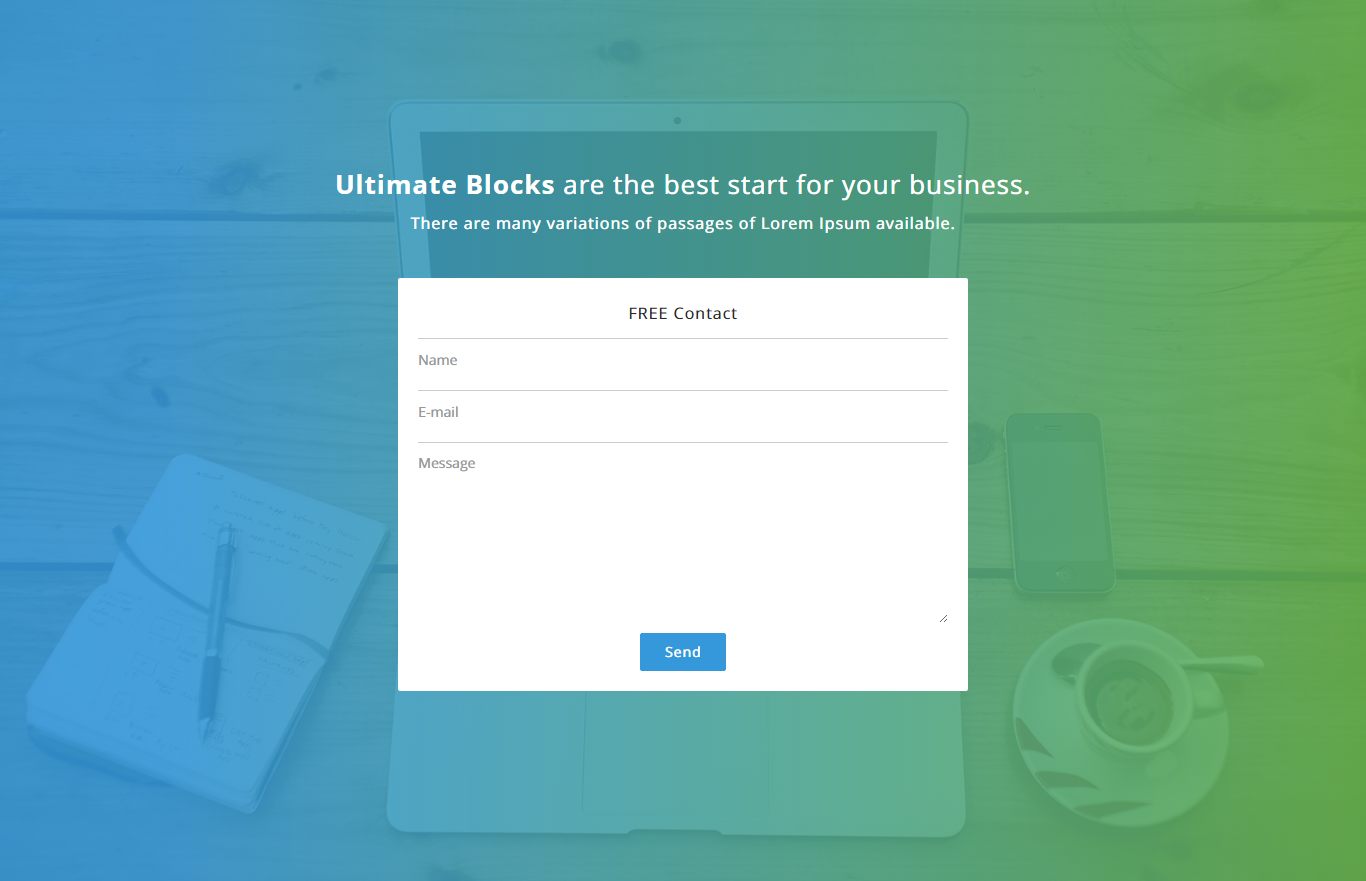 Ultimate Blocks are the best start for your business.
There are many variations of passages of Lorem Ipsum available.
FREE Contact
Name
E-mail
Message
Send